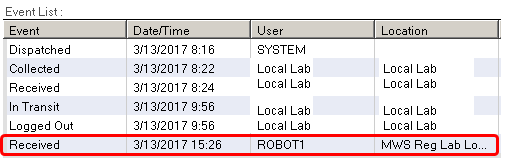 Event List :
Event Date/Time User Location
Dispatched 3/13/2017 8:16 SYSTEM
Collected 3/13/2017 8:22 Local Lab Local Lab
Received 3/13/2017 8:24 Local Lab Local Lab
In Transit 3/13/2017 9:56 Local Lab Local Lab
Logged Out 3/13/2017 9:56 Local Lab Local Lab
Received 3/13/2017 15:26 ROBOT1 MWS Reg Lab Lo...